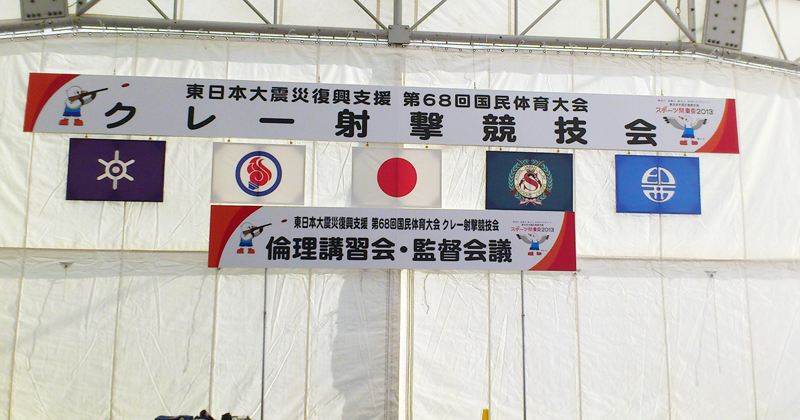 東日本大震災復興支援 第68回国民体育大会
クレー射撃競技会
スポーツ祭東京2013
東日本大震災復興支援 第68回国民体育大会 クレー射撃競技会
倫理講習会・監督会議
スポーツ祭東京2013